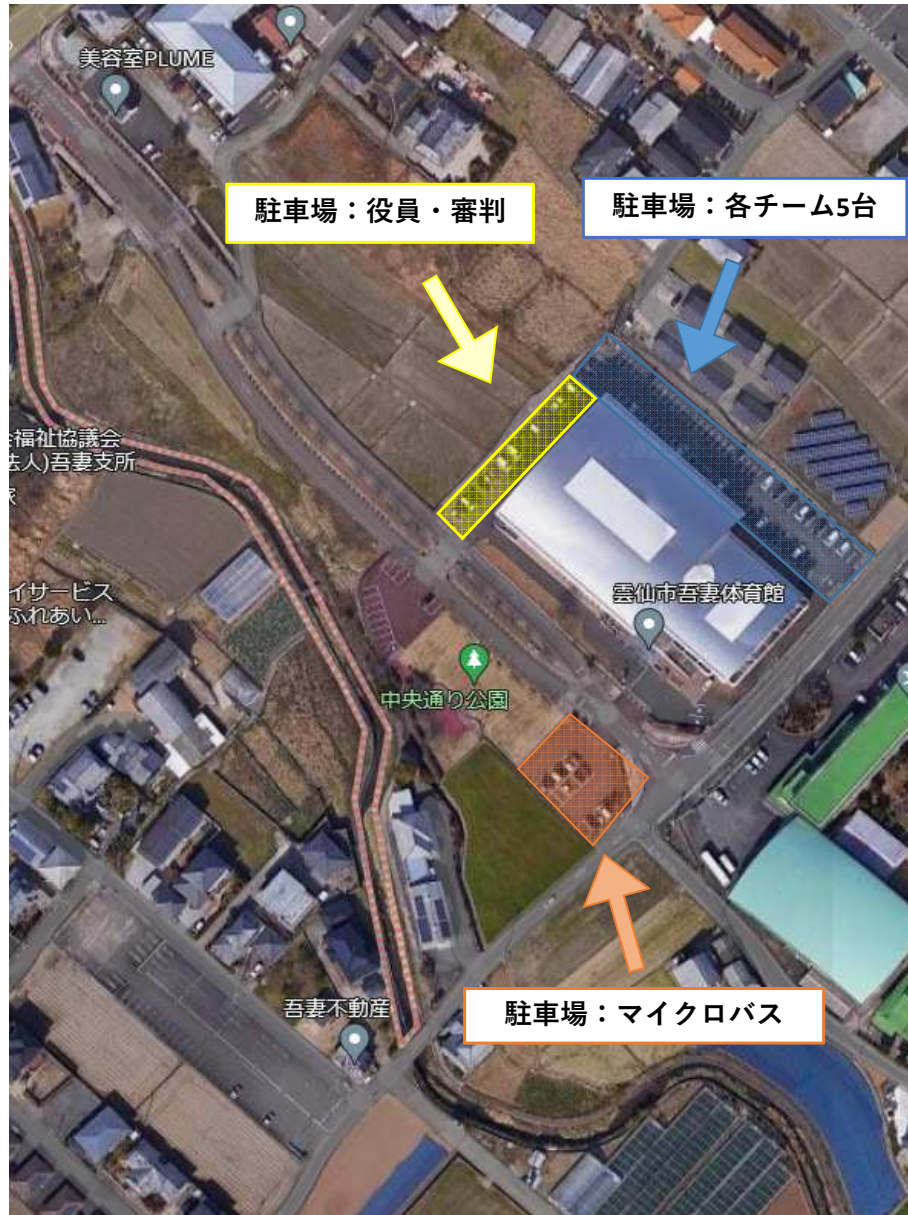 美容室PLUME
駐車場：役員・審判
駐車場：各チーム5台
福祉協議会
法人)吾妻支所
イサービス
ふれあい...
雲仙市吾妻体育館
中央通り公園
吾妻不動産
駐車場：マイクロバス